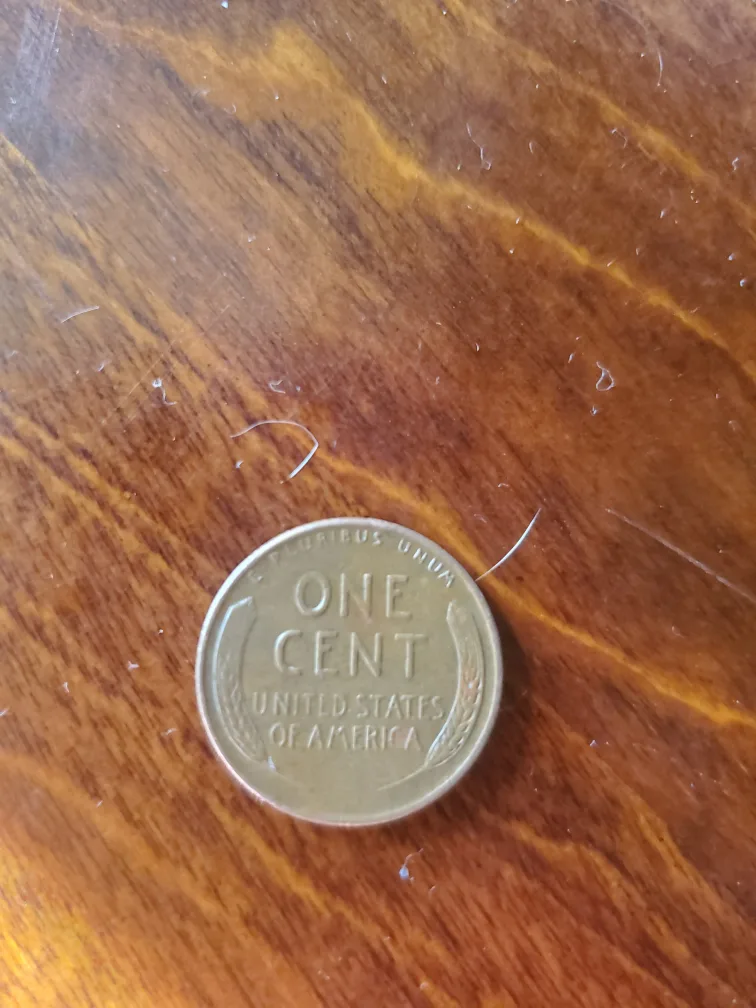 E PLURIBUS UNUM
ONE
CENT
UNITED STATES
OF AMERICA